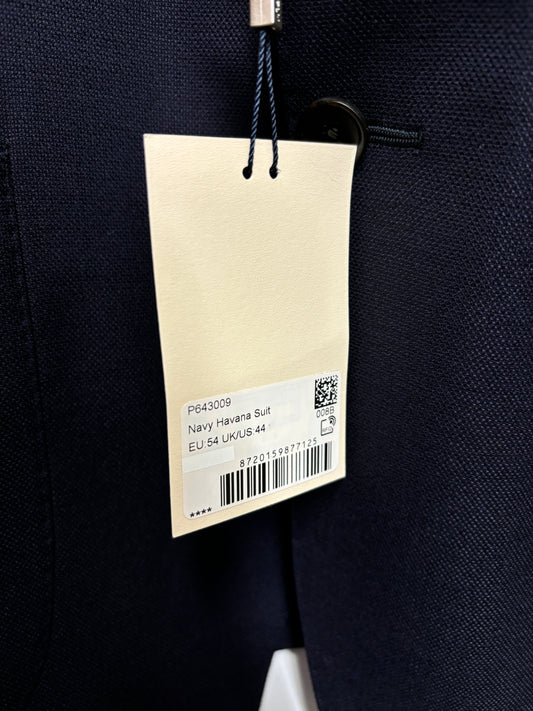 P643009
Navy Havana Suit
EU:54 UK/US:44
008B
8720159877125
****